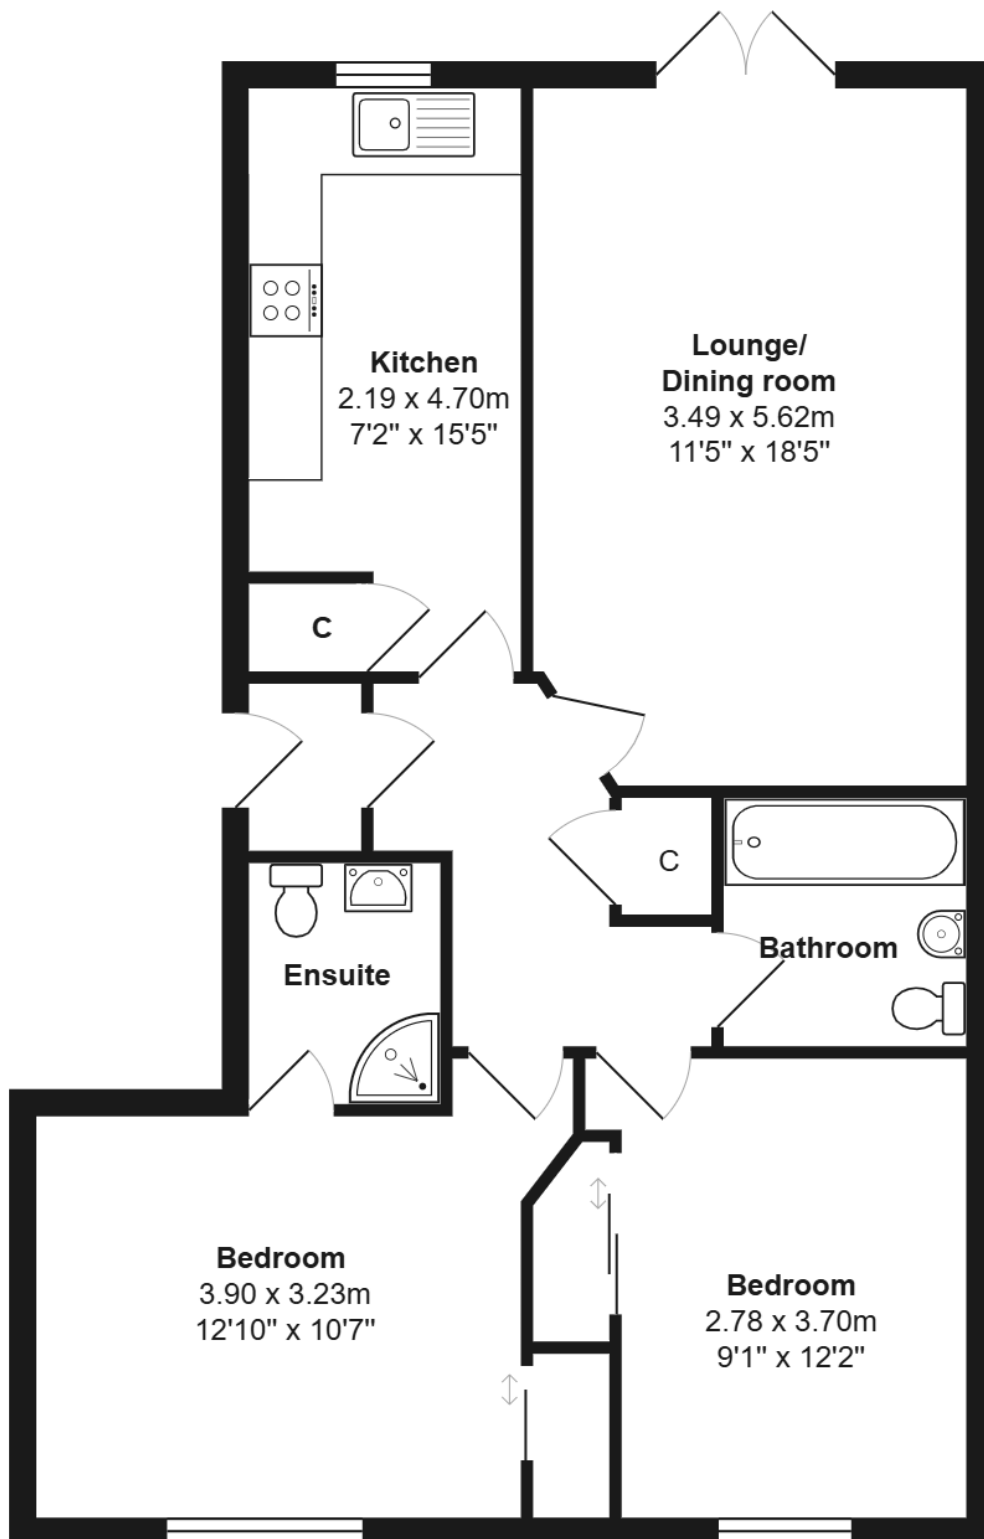 Kitchen
2.19 x 4.70m
7'2" x 15'5"
Lounge/
Dining room
3.49 x 5.62m
11'5" x 18'5"
C
C
Bathroom
Ensuite
Bedroom
3.90 x 3.23m
12'10" x 10'7"
Bedroom
2.78 x 3.70m
9'1" x 12'2"